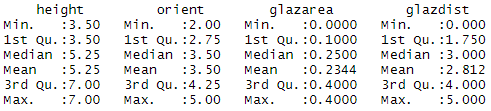 height orient glazarea glazdist
Min. :3.50 Min. :2.00 Min. :0.0000 Min. :0.000
1st Qu.:3.50 1st Qu.:2.75 1st Qu.:0.1000 1st Qu.:1.750
Median :5.25 Median :3.50 Median :0.2500 Median :3.000
Mean :5.25 Mean :3.50 Mean :0.2344 Mean :2.812
3rd Qu.:7.00 3rd Qu.:4.25 3rd Qu.:0.4000 3rd Qu.:4.000
Max. :7.00 Max. :5.00 Max. :0.4000 Max. :5.000